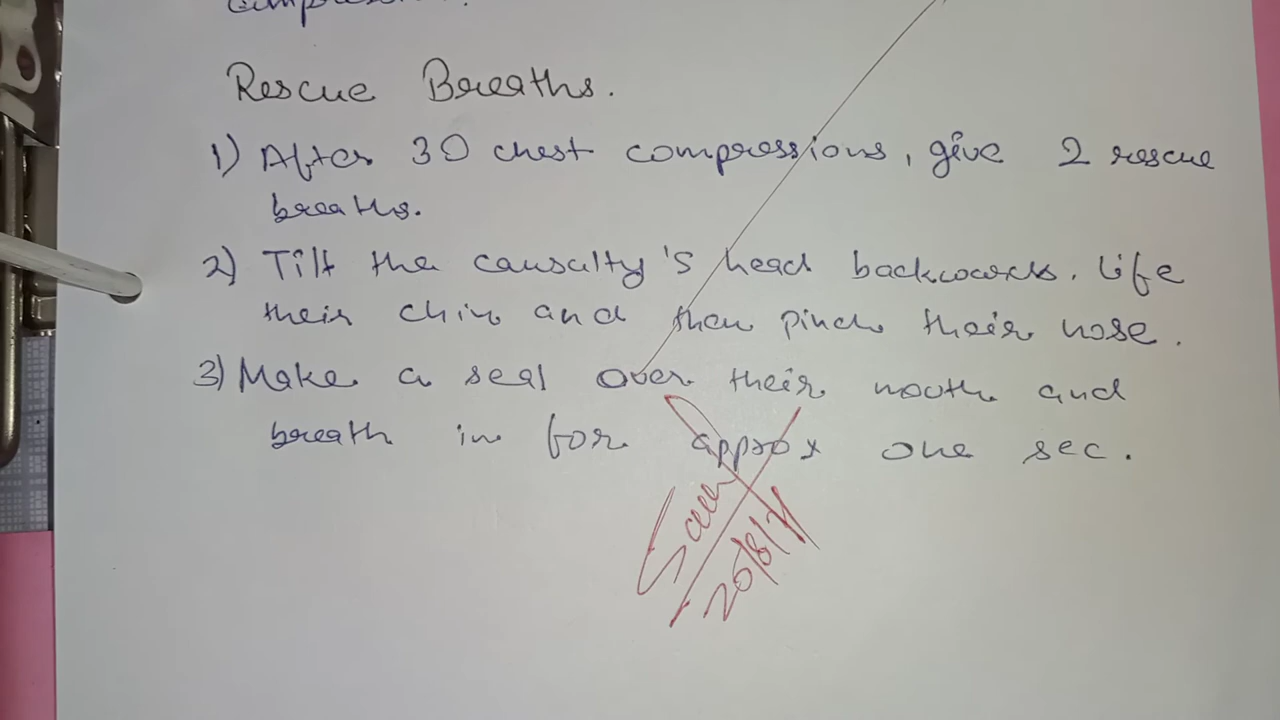 Rescue Breaths.
1) After 30 chest compressions, give 2 rescue
breaths.
2) Tilt the causulty's head backwards. Life
their chin and then pinch their nose.
3) Make a seal over their mouth and
breath in for approx one sec.